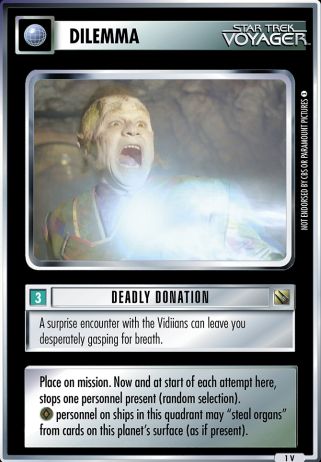 DILEMMA
STAR TREK
VOYAGER
NOT ENDORSED BY CBS OR PARAMOUNT PICTURES
3
DEADLY DONATION
A surprise encounter with the Vidiians can leave you
desperately gasping for breath.
Place on mission. Now and at start of each attempt here,
stops one personnel present (random selection).
personnel on ships in this quadrant may "steal organs"
from cards on this planet's surface (as if present).
1 V